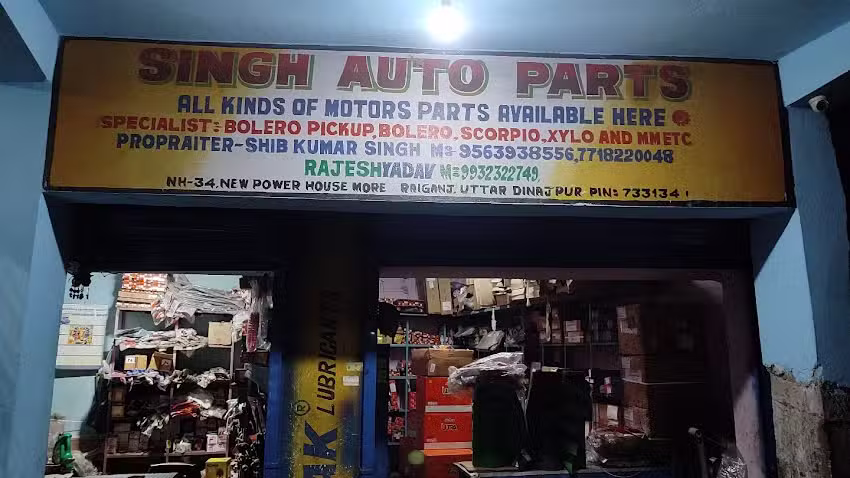 SINGH AUTO PARTS
ALL KINDS OF MOTORS PARTS AVAILABLE HERE
SPECIALIST:- BOLERO PICKUP, BOLERO, SCORPIO, XYLO AND MM ETC
PROPRAITER- SHIB KUMAR SINGH M:- 9563938556, 7718220048
RAJESH YADAV M:- 9932322749
NH-34, NEW POWER HOUSE MORE RAIGANJ, UTTAR DINAJPUR PIN:- 733134
LUBRICANTS